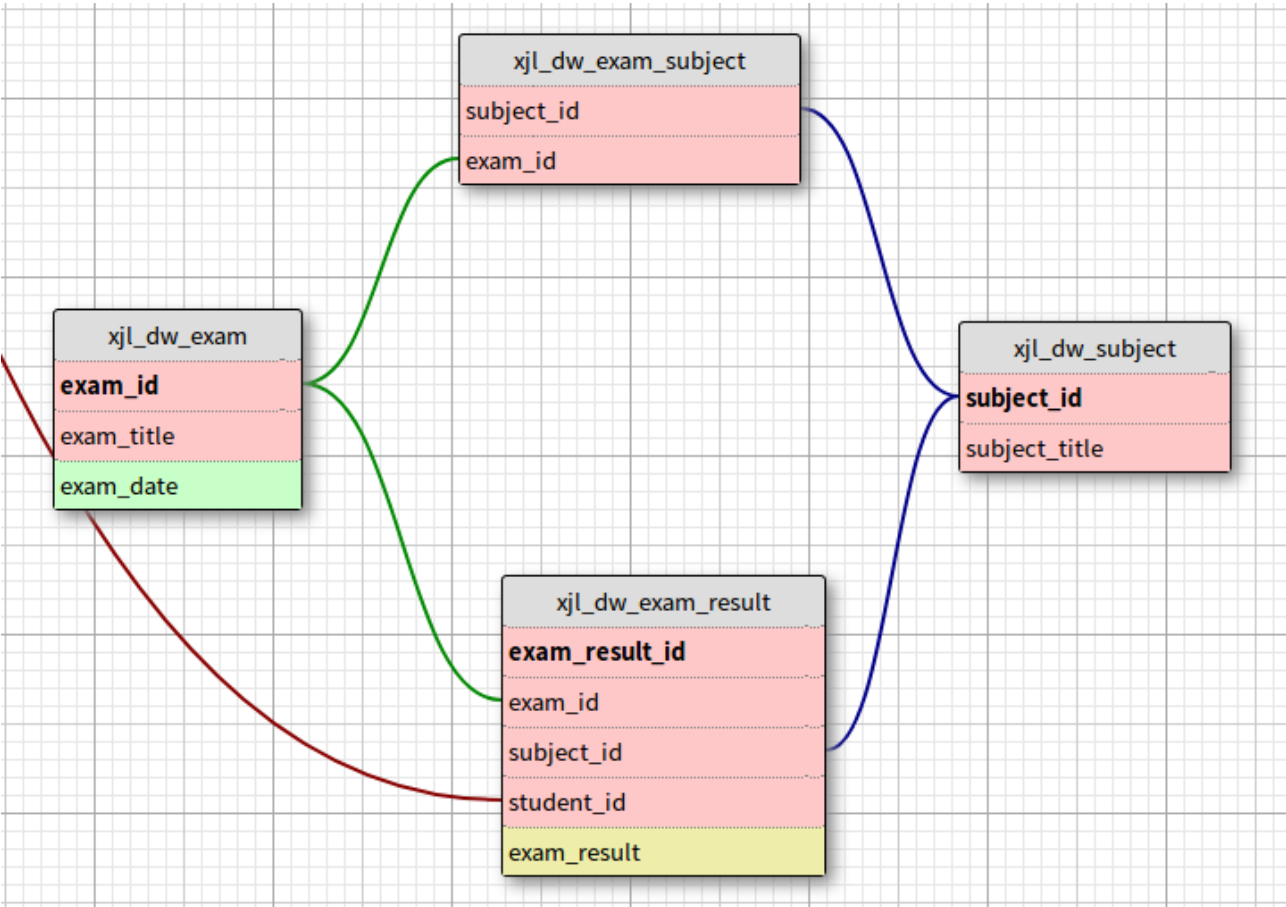 xjl_dw_exam_subject
subject_id
exam_id
xjl_dw_exam
exam_id
exam_title
exam_date
xjl_dw_subject
subject_id
subject_title
xjl_dw_exam_result
exam_result_id
exam_id
subject_id
student_id
exam_result